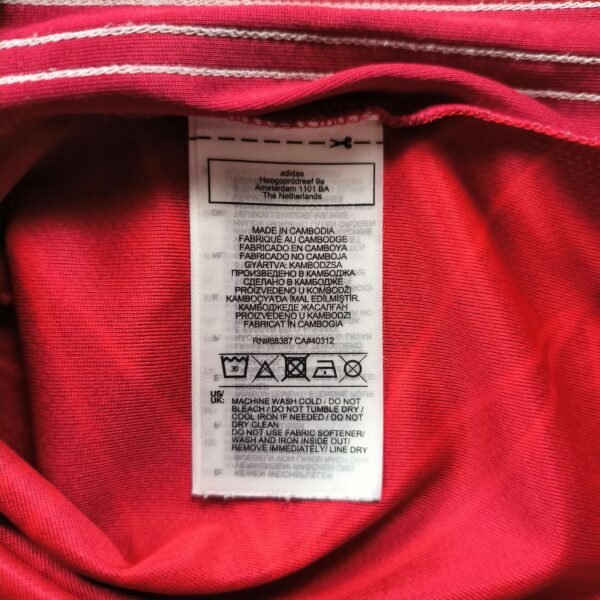 adidas
Hoogoorddreef 9a
Amsterdam 1101 BA
The Netherlands
MADE IN CAMBODIA
FABRIQUÉ AU CAMBODGE
FABRICADO EN CAMBOYA
FABRICADO NO CAMBOJA
GYÁRTVA: KAMBODZSA
ПРОИЗВЕДЕНО В КАМБОДЖА
СДЕЛАНО В КАМБОДЖЕ
PROIZVEDENO U KOMBODŽI
KAMBOÇYA'DA İMAL EDİLMİŞTİR.
КАМБОДЖЕДЕ ЖАСАЛҒАН
PROIZVEDENO U KAMBODŽI
FABRICAT ÎN CAMBOGIA
RN#88387 CA#40312
30
US/
UK: MACHINE WASH COLD / DO NOT
BLEACH / DO NOT TUMBLE DRY /
COOL IRON IF NEEDED / DO NOT
DRY CLEAN
DO NOT USE FABRIC SOFTENER/
WASH AND IRON INSIDE OUT/
REMOVE IMMEDIATELY/ LINE DRY